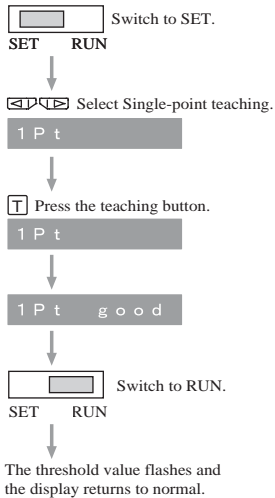 Switch to SET.
SET RUN
Select Single-point teaching.
1Pt
T Press the teaching button.
1Pt
1Pt good
Switch to RUN.
SET RUN
The threshold value flashes and
the display returns to normal.